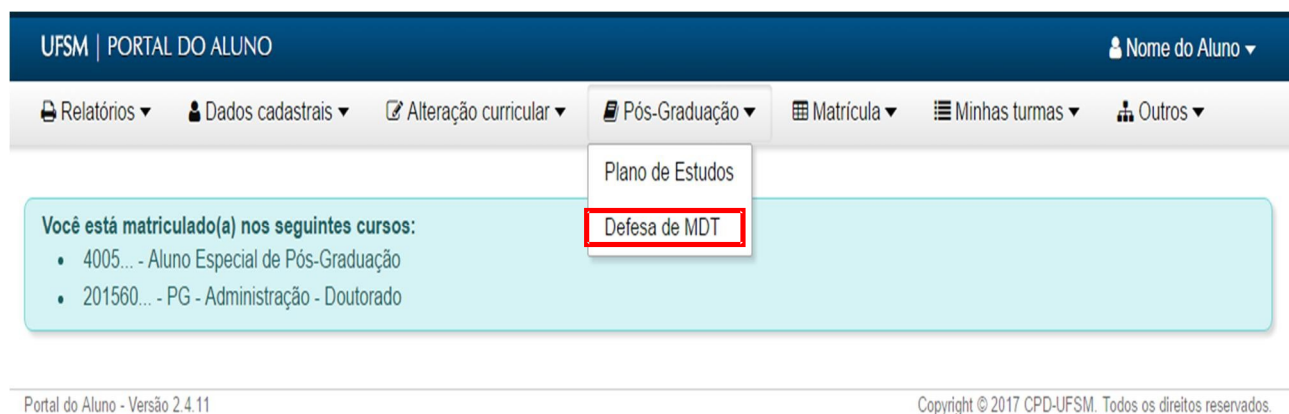 UFSM | PORTAL DO ALUNO
Nome do Aluno
Relatórios
Dados cadastrais
Alteração curricular
Pós-Graduação
Matrícula
Minhas turmas
Outros
Plano de Estudos
Defesa de MDT
Você está matriculado(a) nos seguintes cursos:
4005... - Aluno Especial de Pós-Graduação
201560... - PG - Administração - Doutorado
Portal do Aluno - Versão 2.4.11
Copyright © 2017 CPD-UFSM. Todos os direitos reservados.